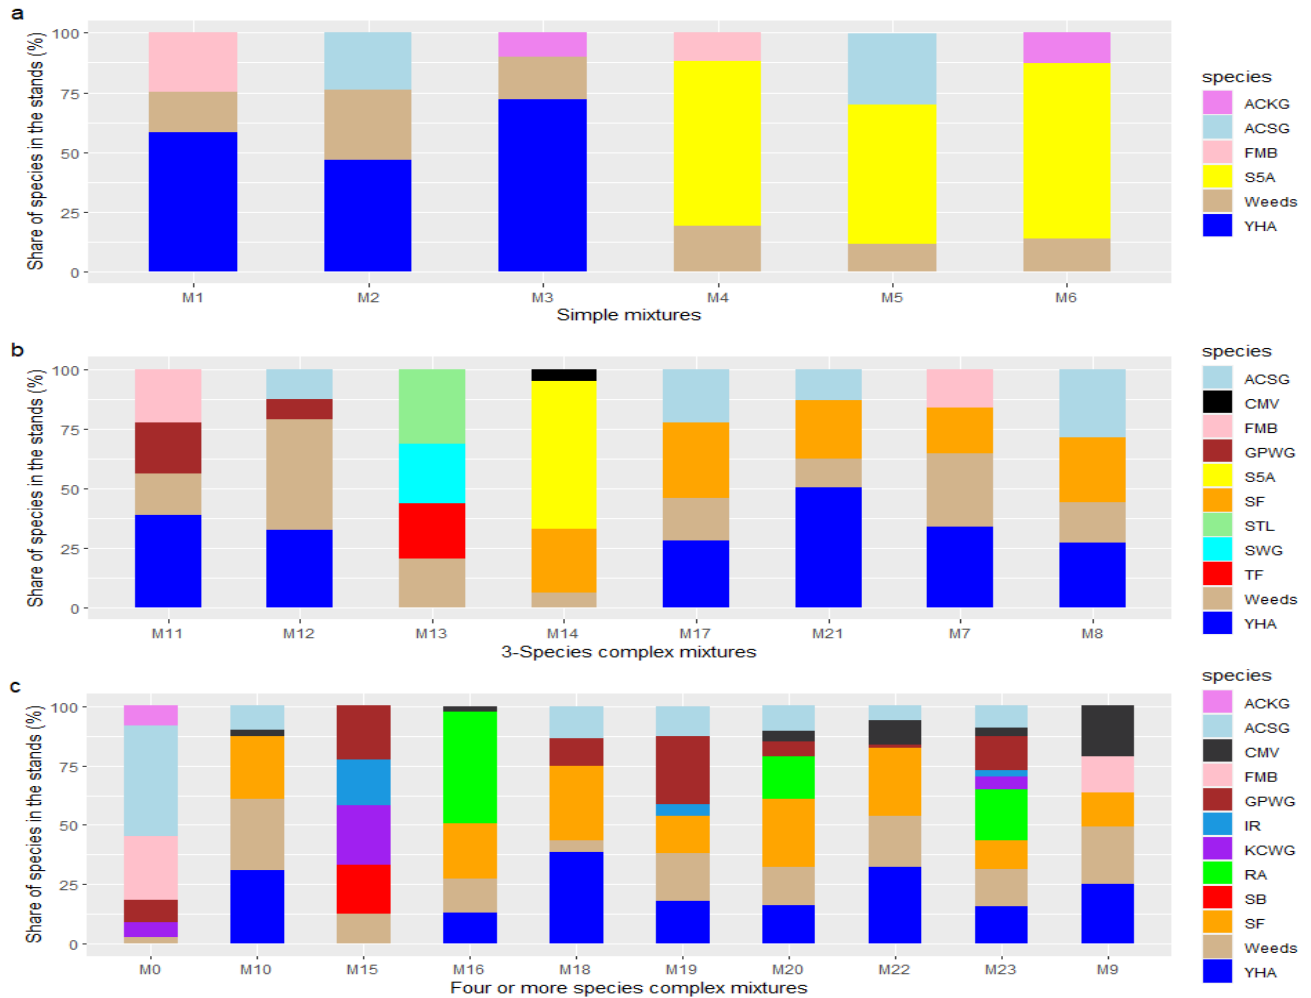 a
Share of species in the stands (%)
100
75
50
25
0
M1 M2 M3 M4 M5 M6
Simple mixtures
species
ACKG
ACSG
FMB
S5A
Weeds
YHA
b
Share of species in the stands (%)
100
75
50
25
0
M11 M12 M13 M14 M17 M21 M7 M8
3-Species complex mixtures
species
ACSG
CMV
FMB
GPWG
S5A
SF
STL
SWG
TF
Weeds
YHA
c
Share of species in the stands (%)
100
75
50
25
0
M0 M10 M15 M16 M18 M19 M20 M22 M23 M9
Four or more species complex mixtures
species
ACKG
ACSG
CMV
FMB
GPWG
IR
KCWG
RA
SB
SF
Weeds
YHA